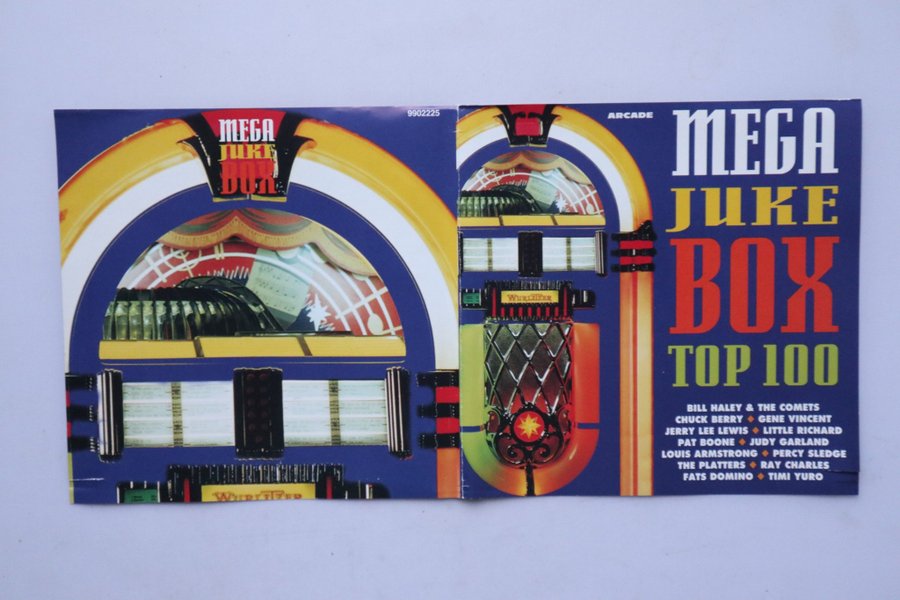 9902225
MEGA
JUKE
BOX
WURLITZER
ARCADE
MEGA
JUKE
BOX
TOP 100
WURLITZER
BILL HALEY & THE COMETS
CHUCK BERRY ◆ GENE VINCENT
JERRY LEE LEWIS ◆ LITTLE RICHARD
PAT BOONE ◆ JUDY GARLAND
LOUIS ARMSTRONG ◆ PERCY SLEDGE
THE PLATTERS ◆ RAY CHARLES
FATS DOMINO ◆ TIMI YURO